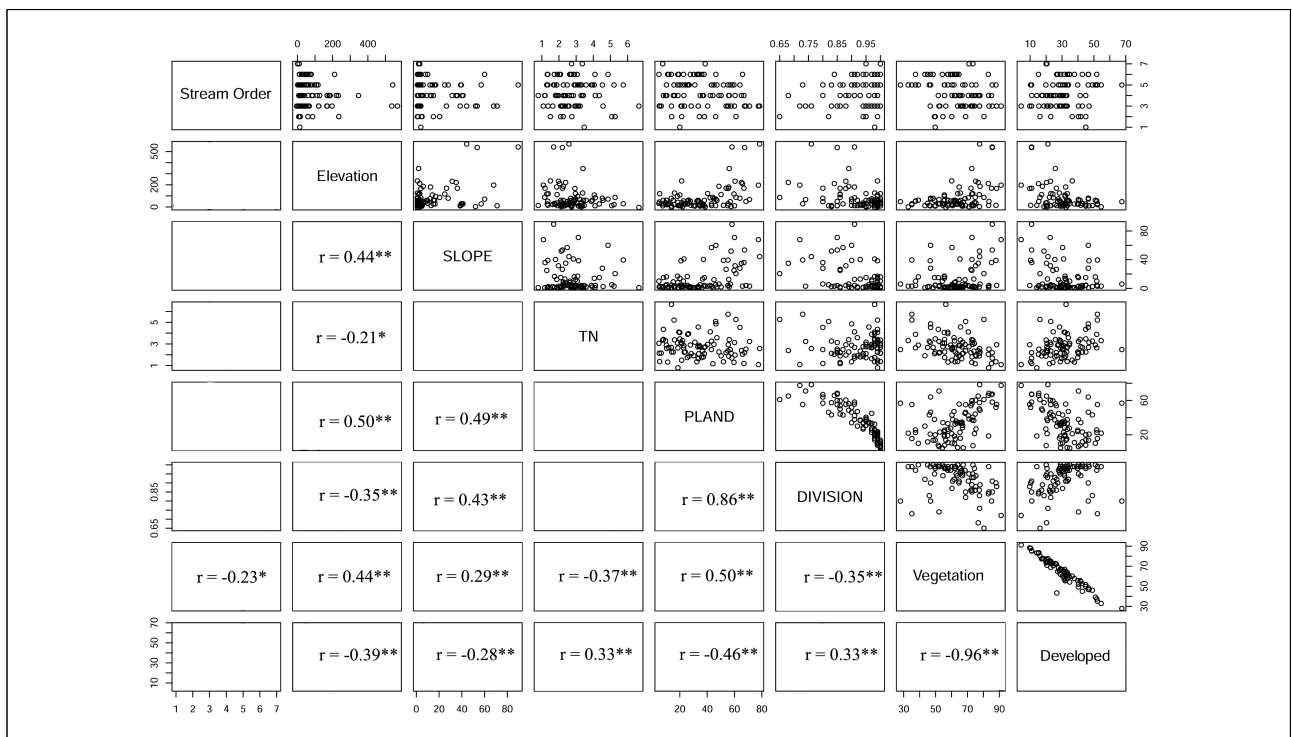 0 200 400
1 2 3 4 5 6
0.65 0.75 0.85 0.95
10 30 50 70
Stream Order
1 3 5 7
0 200 500
Elevation
r = 0.44**
SLOPE
0 40 80
1 3 5
r = -0.21*
TN
r = 0.50**
r = 0.49**
PLAND
20 60
0.65 0.85
r = -0.35**
r = 0.43**
r = 0.86**
DIVISION
r = -0.23*
r = 0.44**
r = 0.29**
r = -0.37**
r = 0.50**
r = -0.35**
Vegetation
30 50 70 90
10 30 50 70
r = -0.39**
r = -0.28**
r = 0.33**
r = -0.46**
r = 0.33**
r = -0.96**
Developed
1 2 3 4 5 6 7
0 20 40 60 80
20 40 60 80
30 50 70 90